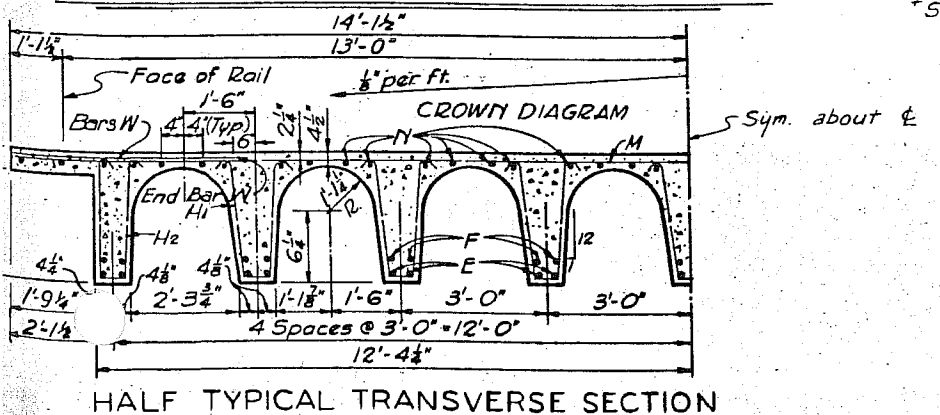 14'-1½"
1'-1½"
13'-0"
Face of Rail
⅛" per ft.
1'-6"
CROWN DIAGRAM
Bars W
4" 4"(Typ)
6
2¼"
4½"
N
M
Sym. about ℄
End Bar W
H1
1'-1¼" R.
H2
6¼"
F
E
12
4¼"
4⅛"
4⅛"
1'-9¼"
2'-3¾"
1'-1⅞"
1'-6"
3'-0"
3'-0"
2'-1½
4 Spaces @ 3'-0" = 12'-0"
12'-4¼"
HALF TYPICAL TRANSVERSE SECTION